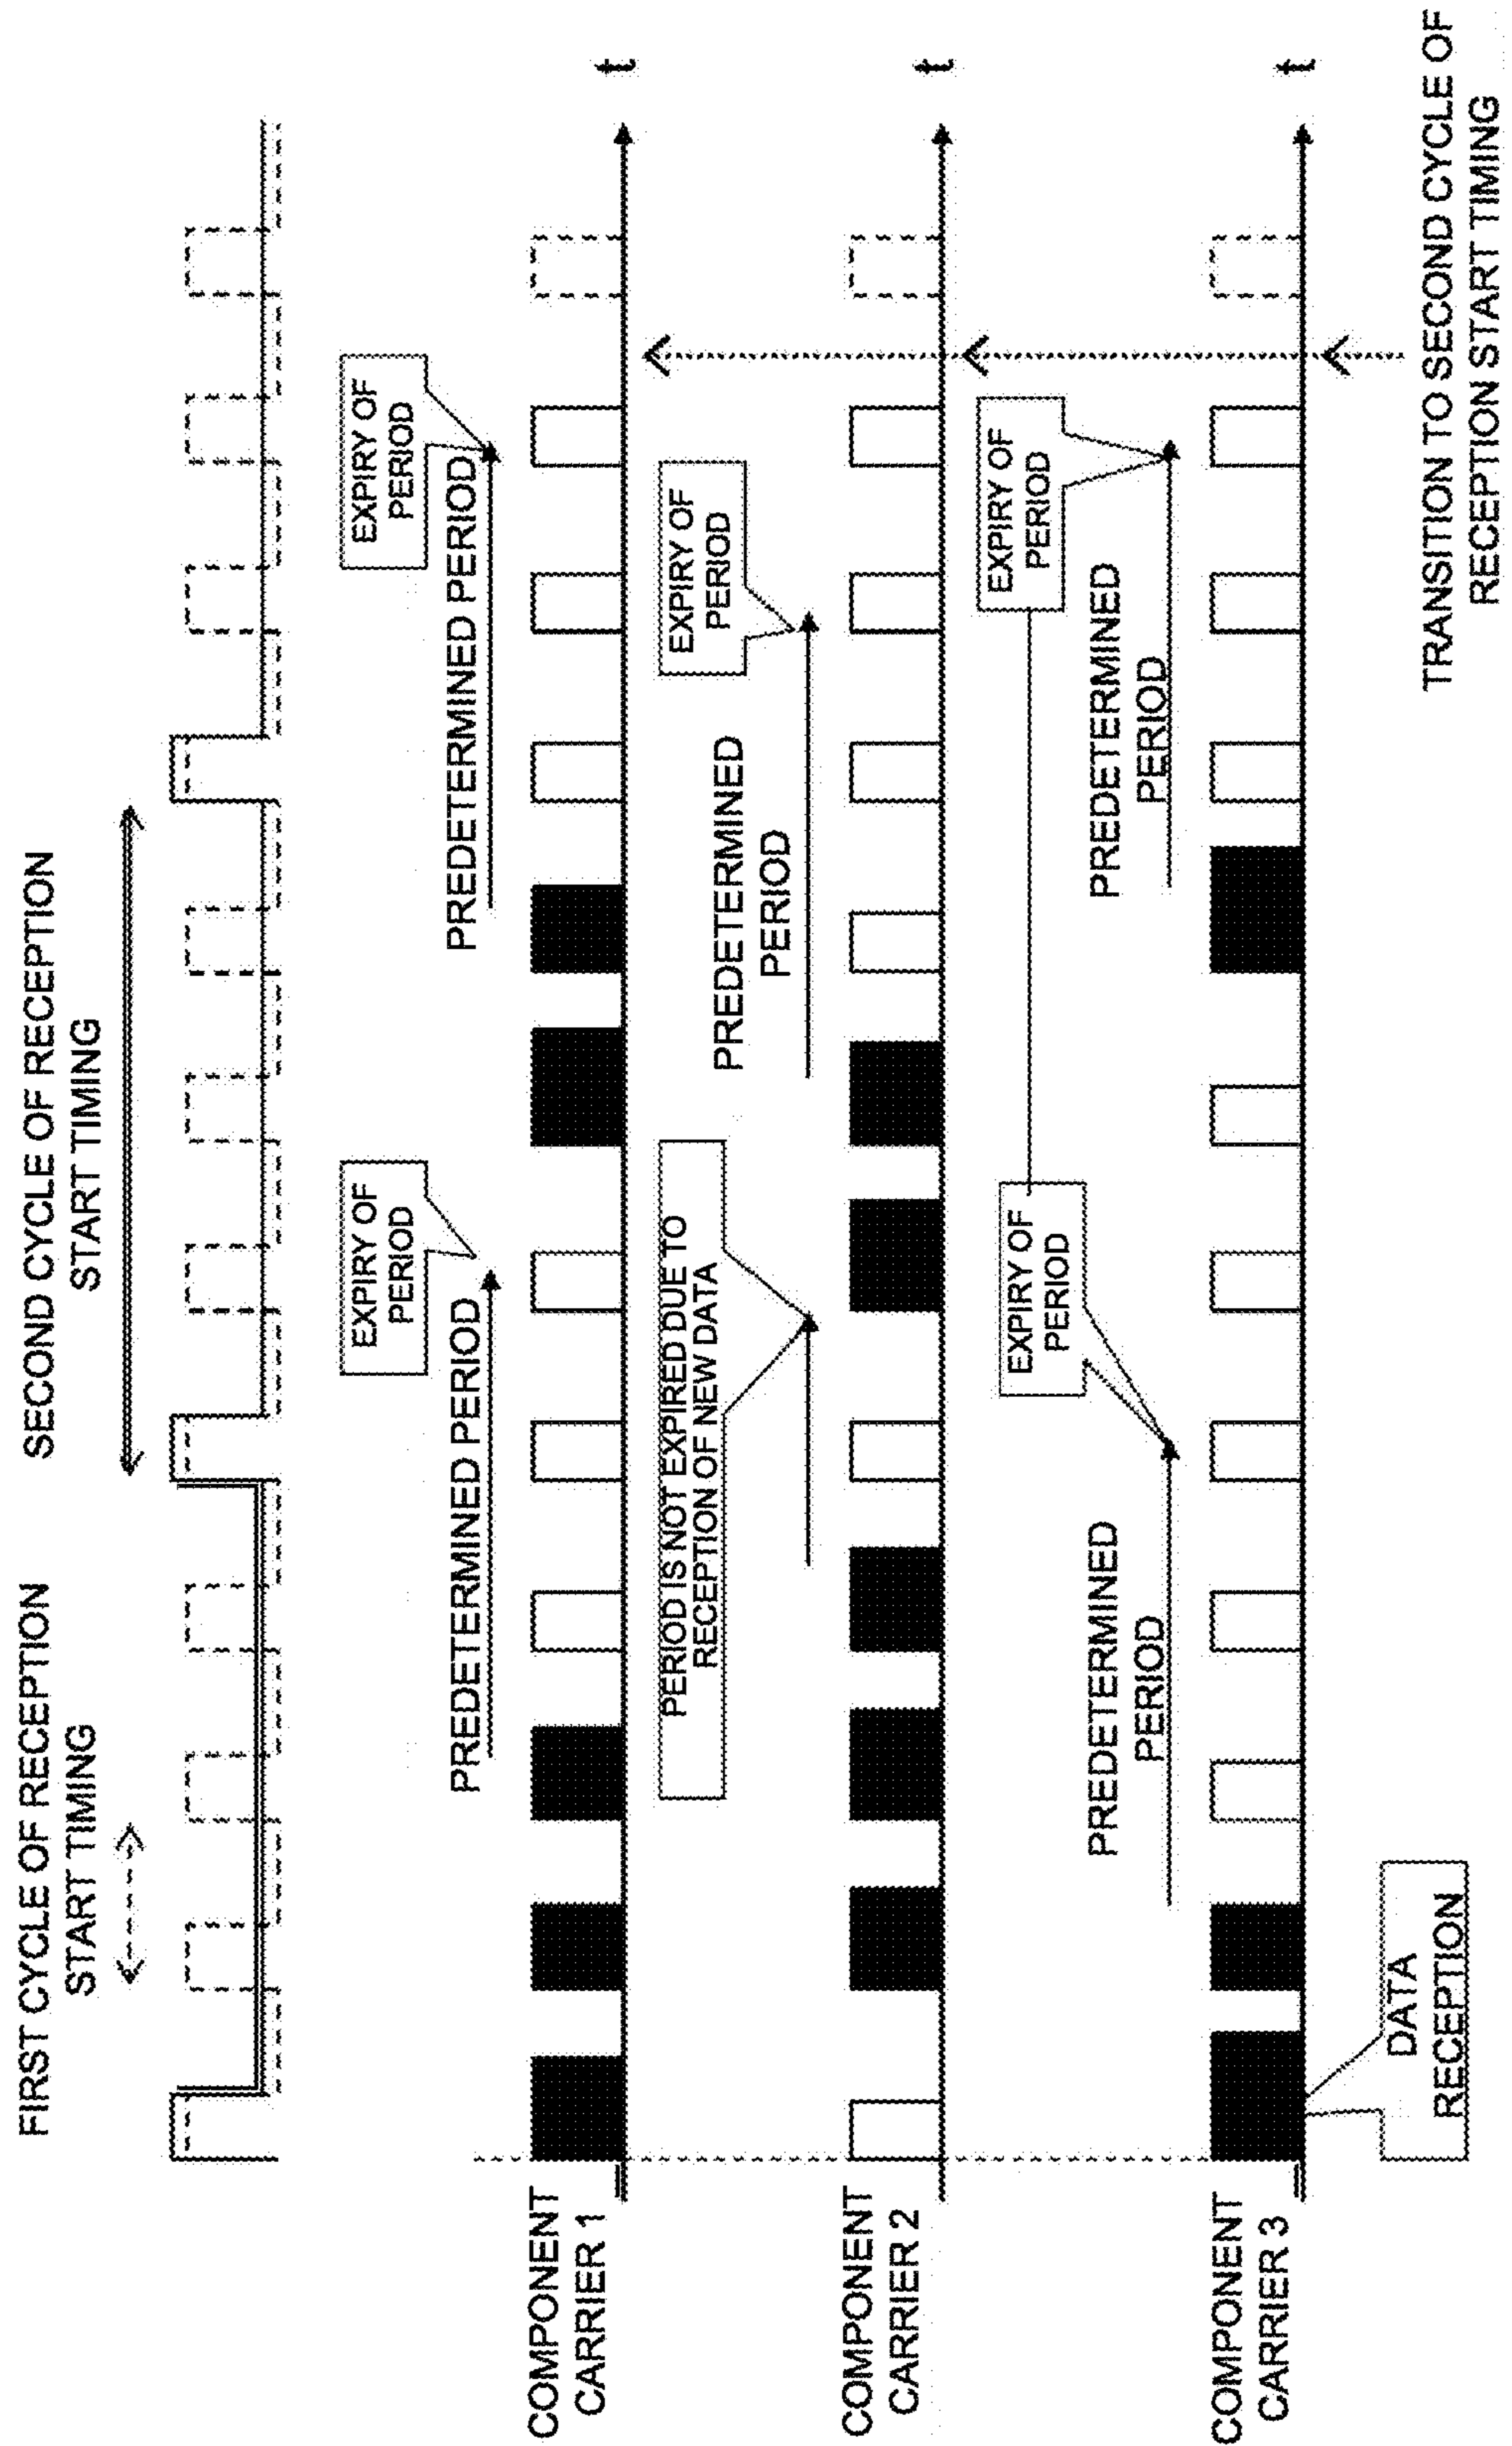 FIRST CYCLE OF RECEPTION
START TIMING
SECOND CYCLE OF RECEPTION
START TIMING
EXPIRY OF
PERIOD
EXPIRY OF
PERIOD
PREDETERMINED PERIOD
PREDETERMINED PERIOD
COMPONENT
CARRIER 1
t
PERIOD IS NOT EXPIRED DUE TO
RECEPTION OF NEW DATA
EXPIRY OF
PERIOD
PREDETERMINED
PERIOD
COMPONENT
CARRIER 2
t
EXPIRY OF
PERIOD
EXPIRY OF
PERIOD
PREDETERMINED
PERIOD
PREDETERMINED
PERIOD
COMPONENT
CARRIER 3
t
DATA
RECEPTION
TRANSITION TO SECOND CYCLE OF
RECEPTION START TIMING